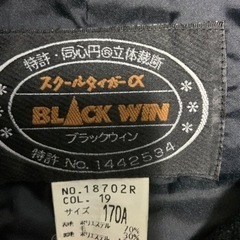 特許・同心円®立体裁断
スクールタイガーα
BLACK WIN
ブラックウィン
特許 NO. 1442534
NO.18702R
COL. 19
サイズ 170A
ポリエステル 70%
30%